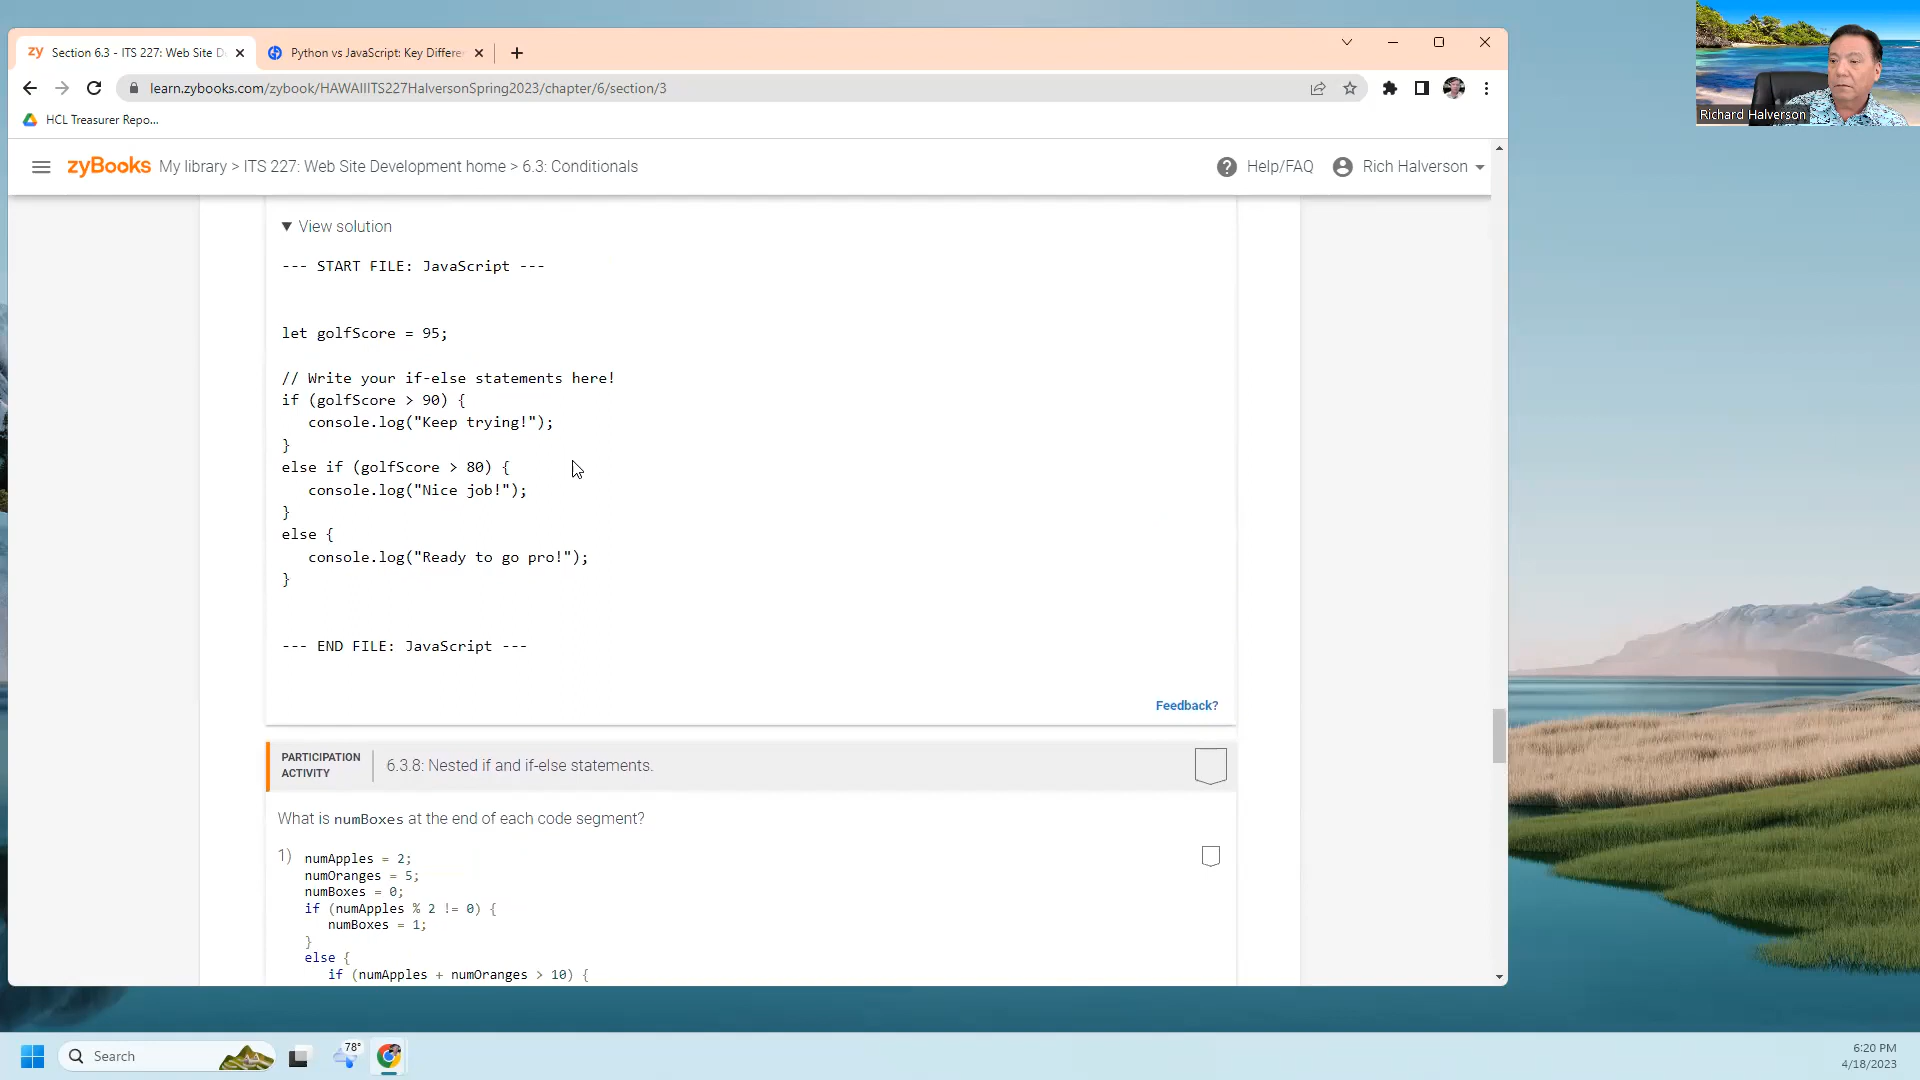 zy Section 6.3 - ITS 227: Web Site D
Python vs JavaScript: Key Differe
learn.zybooks.com/zybook/HAWAIIITS227HalversonSpring2023/chapter/6/section/3
HCL Treasurer Repo...
Richard Halverson
zyBooks My library > ITS 227: Web Site Development home > 6.3: Conditionals
Help/FAQ
Rich Halverson
View solution
--- START FILE: JavaScript ---
let golfScore = 95;
// Write your if-else statements here!
if (golfScore > 90) {
console.log("Keep trying!");
}
else if (golfScore > 80) {
console.log("Nice job!");
}
else {
console.log("Ready to go pro!");
}
--- END FILE: JavaScript ---
Feedback?
PARTICIPATION
ACTIVITY
6.3.8: Nested if and if-else statements.
What is numBoxes at the end of each code segment?
1)
numApples = 2;
numOranges = 5;
numBoxes = 0;
if (numApples % 2 != 0) {
numBoxes = 1;
}
else {
if (numApples + numOranges > 10) {
Search
78°
6:20 PM
4/18/2023